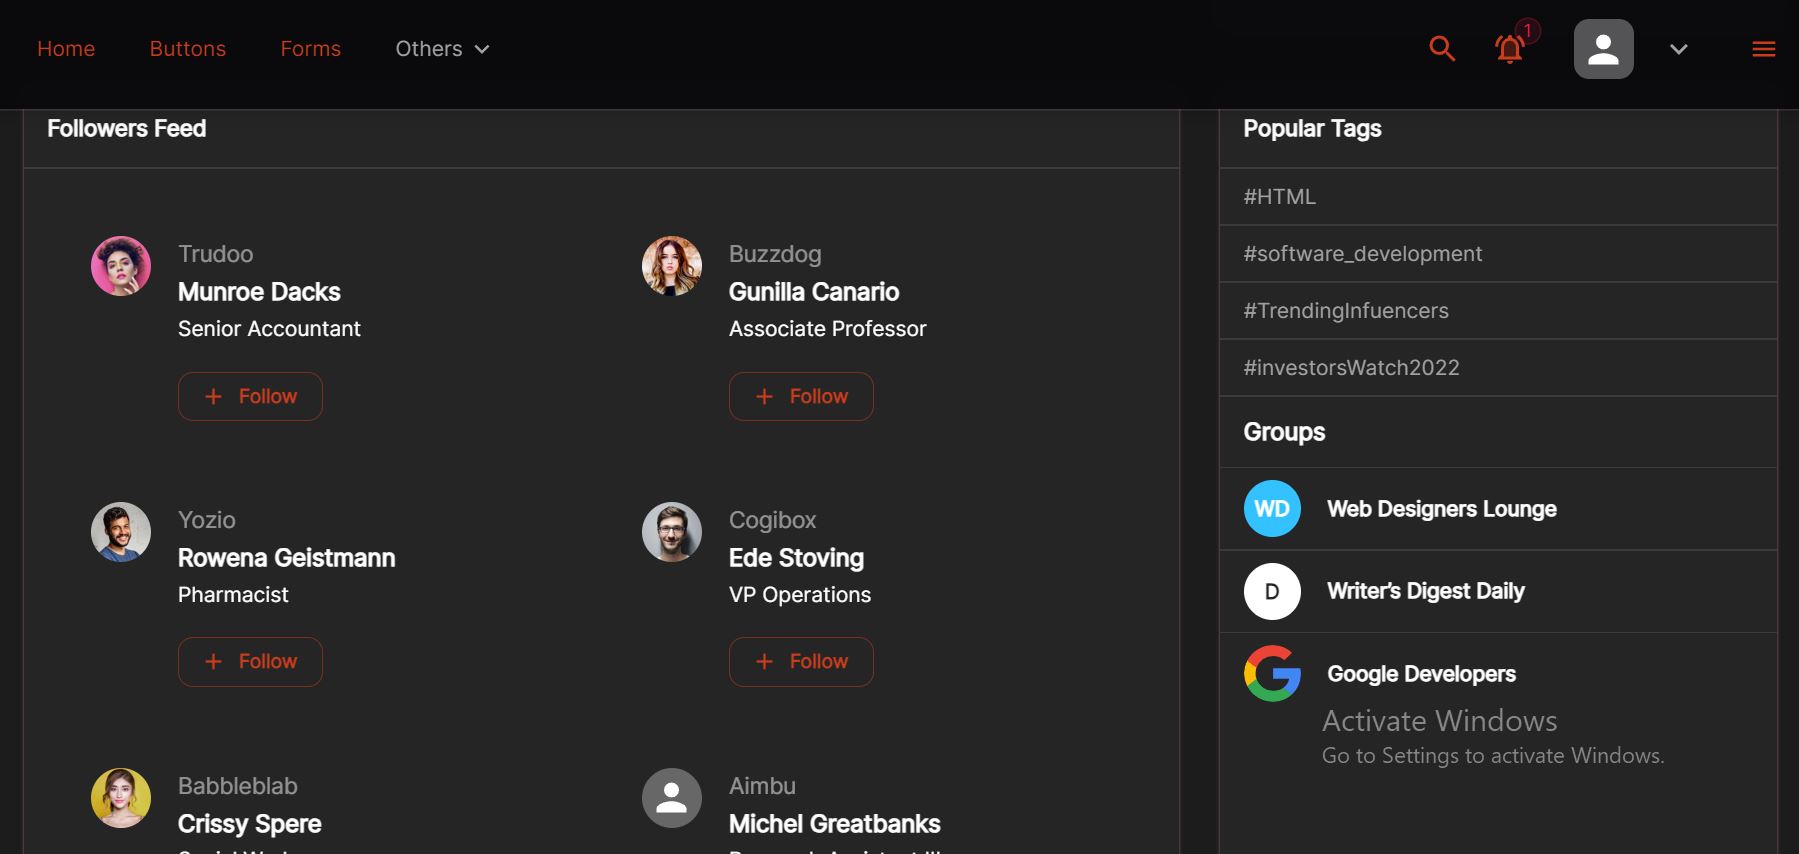 Home Buttons Forms Others 1
Followers Feed
Trudoo
Munroe Dacks
Senior Accountant
+ Follow
Buzzdog
Gunilla Canario
Associate Professor
+ Follow
Yozio
Rowena Geistmann
Pharmacist
+ Follow
Cogibox
Ede Stoving
VP Operations
+ Follow
Babbleblab
Crissy Spere
Aimbu
Michel Greatbanks
Popular Tags
#HTML
#software_development
#TrendingInfuencers
#investorsWatch2022
Groups
WD Web Designers Lounge
D Writer’s Digest Daily
Google Developers
Activate Windows
Go to Settings to activate Windows.